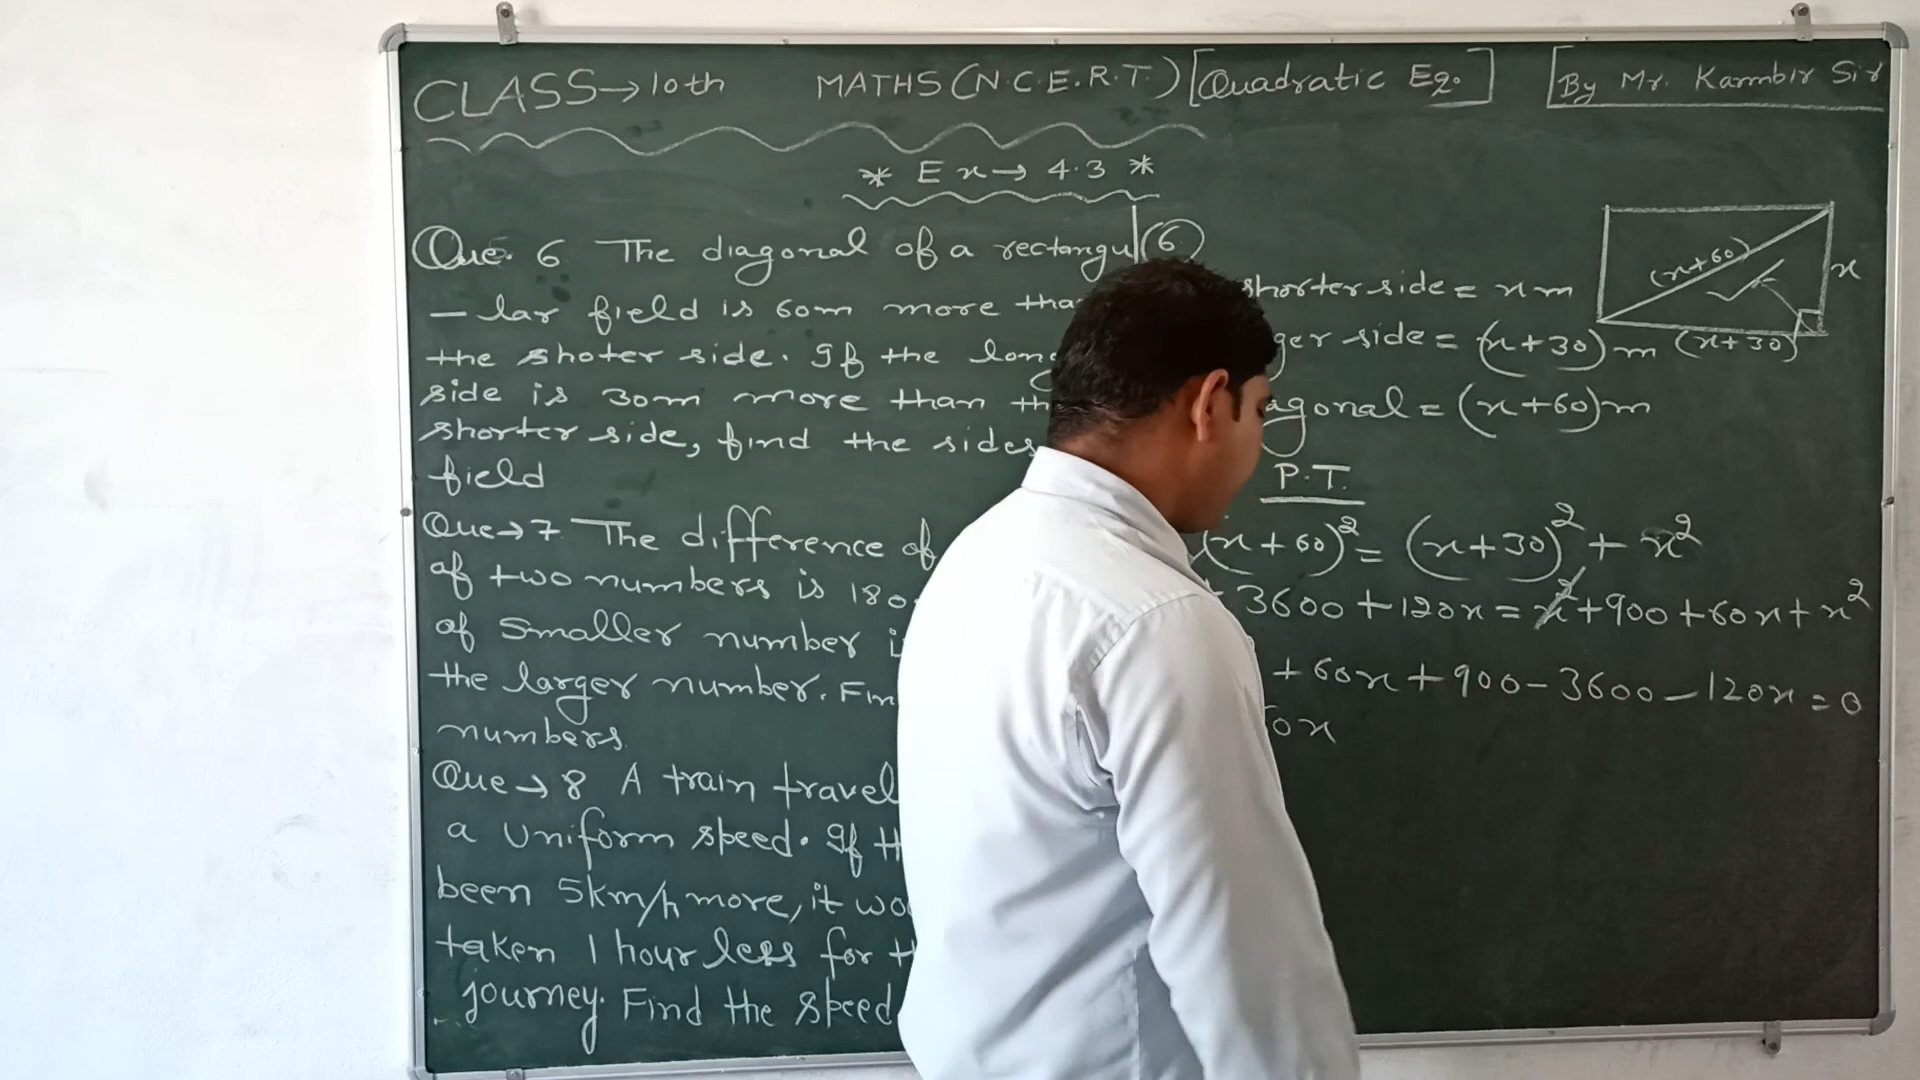 CLASS→10th MATHS (N.C.E.R.T.) [Quadratic Eq.] [By Mr. Karmbir Sir
* Ex→ 4.3 *
Que. 6 The diagonal of a rectangu
- lar field is 60m more tha
the shoter side. If the long
side is 30m more than th
shorter side, find the sides
field
Que→7 The difference of
of two numbers is 180.
of smaller number i
the larger number. Fin
numbers.
Que→8 A train travel
a uniform speed. If th
been 5km/h more, it wo
taken 1 hour less for t
journey. Find the speed
(6)
shorter side = x m
ger side = (x+30)m
agonal = (x+60)m
P.T.
(x+60)² = (x+30)² + x²
3600+120x = x²+900+60x+x²
+60x+900-3600-120x=0
0x
(x+60)
x
(x+30)